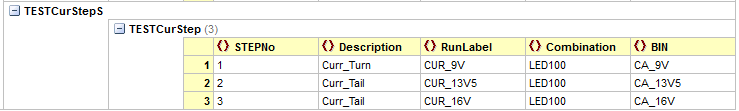 TESTCurStepS
TESTCurStep (3)
STEPNo Description RunLabel Combination BIN
1 1 Curr_Turn CUR_9V LED100 CA_9V
2 2 Curr_Tail CUR_13V5 LED100 CA_13V5
3 3 Curr_Tail CUR_16V LED100 CA_16V